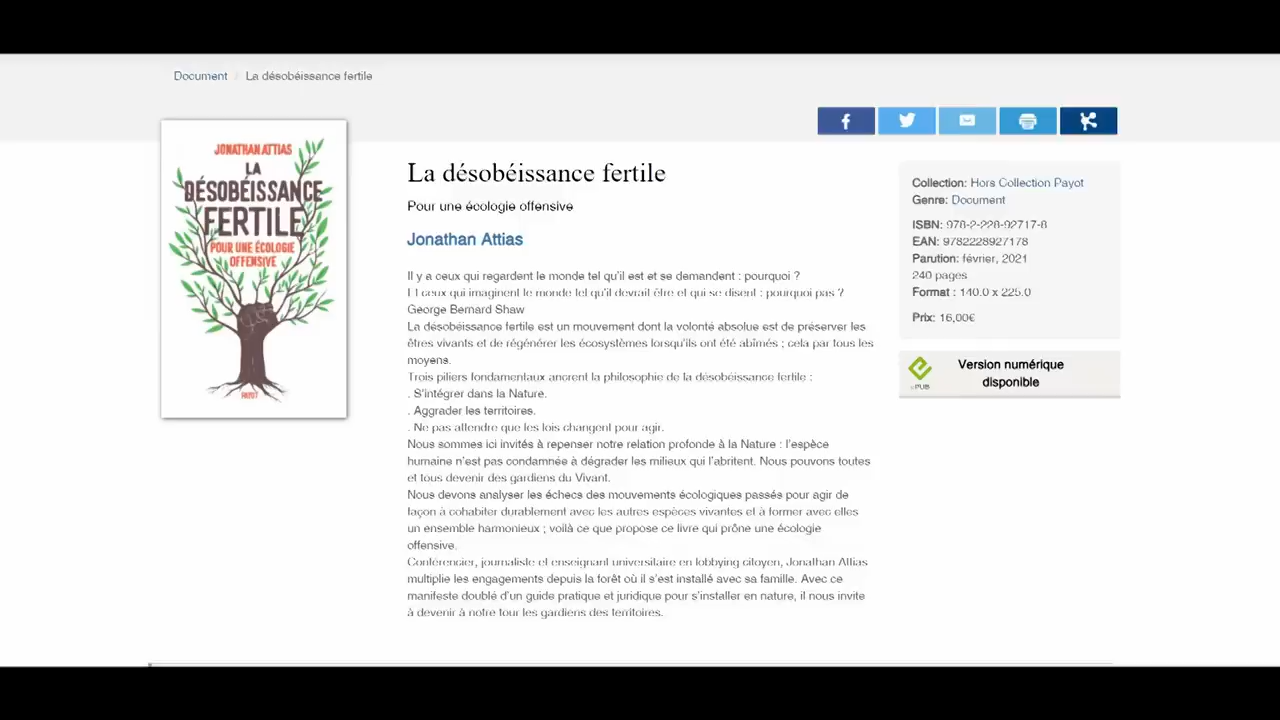 Document / La désobéissance fertile
JONATHAN ATTIAS
LA
DÉSOBÉISSANCE
FERTILE
POUR UNE ÉCOLOGIE
OFFENSIVE
PAYOT
La désobéissance fertile
Pour une écologie offensive
Jonathan Attias
Il y a ceux qui regardent le monde tel qu'il est et se demandent : pourquoi ?
Et ceux qui imaginent le monde tel qu'il devrait être et qui se disent : pourquoi pas ?
George Bernard Shaw
La désobéissance fertile est un mouvement dont la volonté absolue est de préserver les
êtres vivants et de régénérer les écosystèmes lorsqu'ils ont été abîmés ; cela par tous les
moyens.
Trois piliers fondamentaux ancrent la philosophie de la désobéissance fertile :
. S'intégrer dans la Nature.
. Aggrader les territoires.
. Ne pas attendre que les lois changent pour agir.
Nous sommes ici invités à repenser notre relation profonde à la Nature : l'espèce
humaine n'est pas condamnée à dégrader les milieux qui l'abritent. Nous pouvons toutes
et tous devenir des gardiens du Vivant.
Nous devons analyser les échecs des mouvements écologiques passés pour agir de
façon à cohabiter durablement avec les autres espèces vivantes et à former avec elles
un ensemble harmonieux ; voilà ce que propose ce livre qui prône une écologie
offensive.
Conférencier, journaliste et enseignant universitaire en lobbying citoyen, Jonathan Attias
multiplie les engagements depuis la forêt où il s'est installé avec sa famille. Avec ce
manifeste doublé d'un guide pratique et juridique pour s'installer en nature, il nous invite
à devenir à notre tour les gardiens des territoires.
Collection: Hors Collection Payot
Genre: Document
ISBN: 978-2-228-92717-8
EAN: 9782228927178
Parution: février, 2021
240 pages
Format : 140.0 x 225.0
Prix: 16,00€
ePUB
Version numérique
disponible